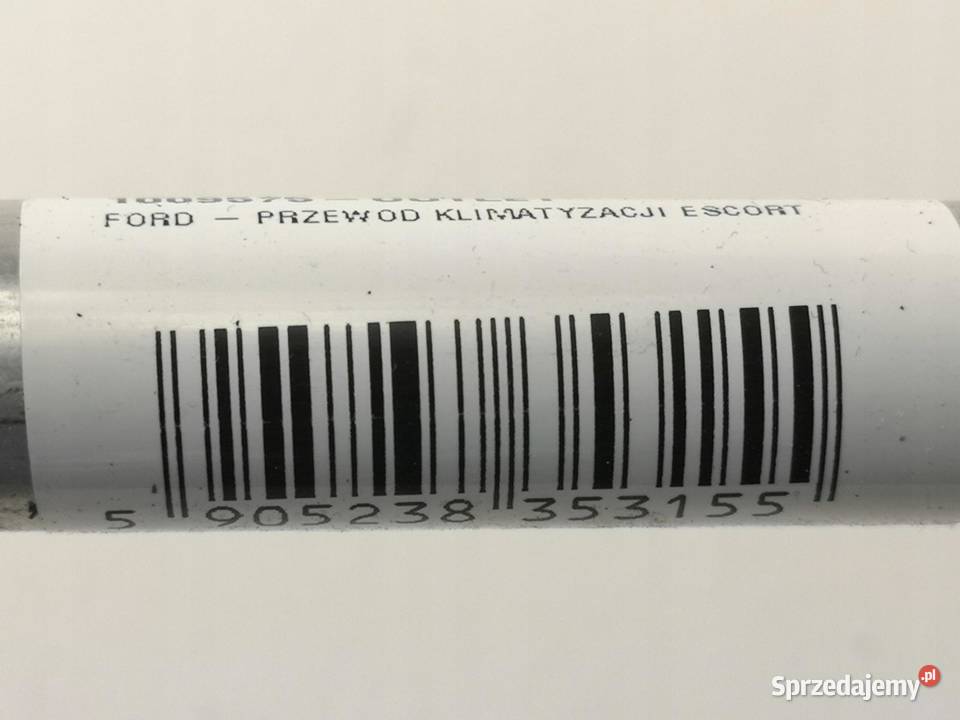 FORD – PRZEWOD KLIMATYZACJI ESCORT
5 905238 353155
Sprzedajemy.pl